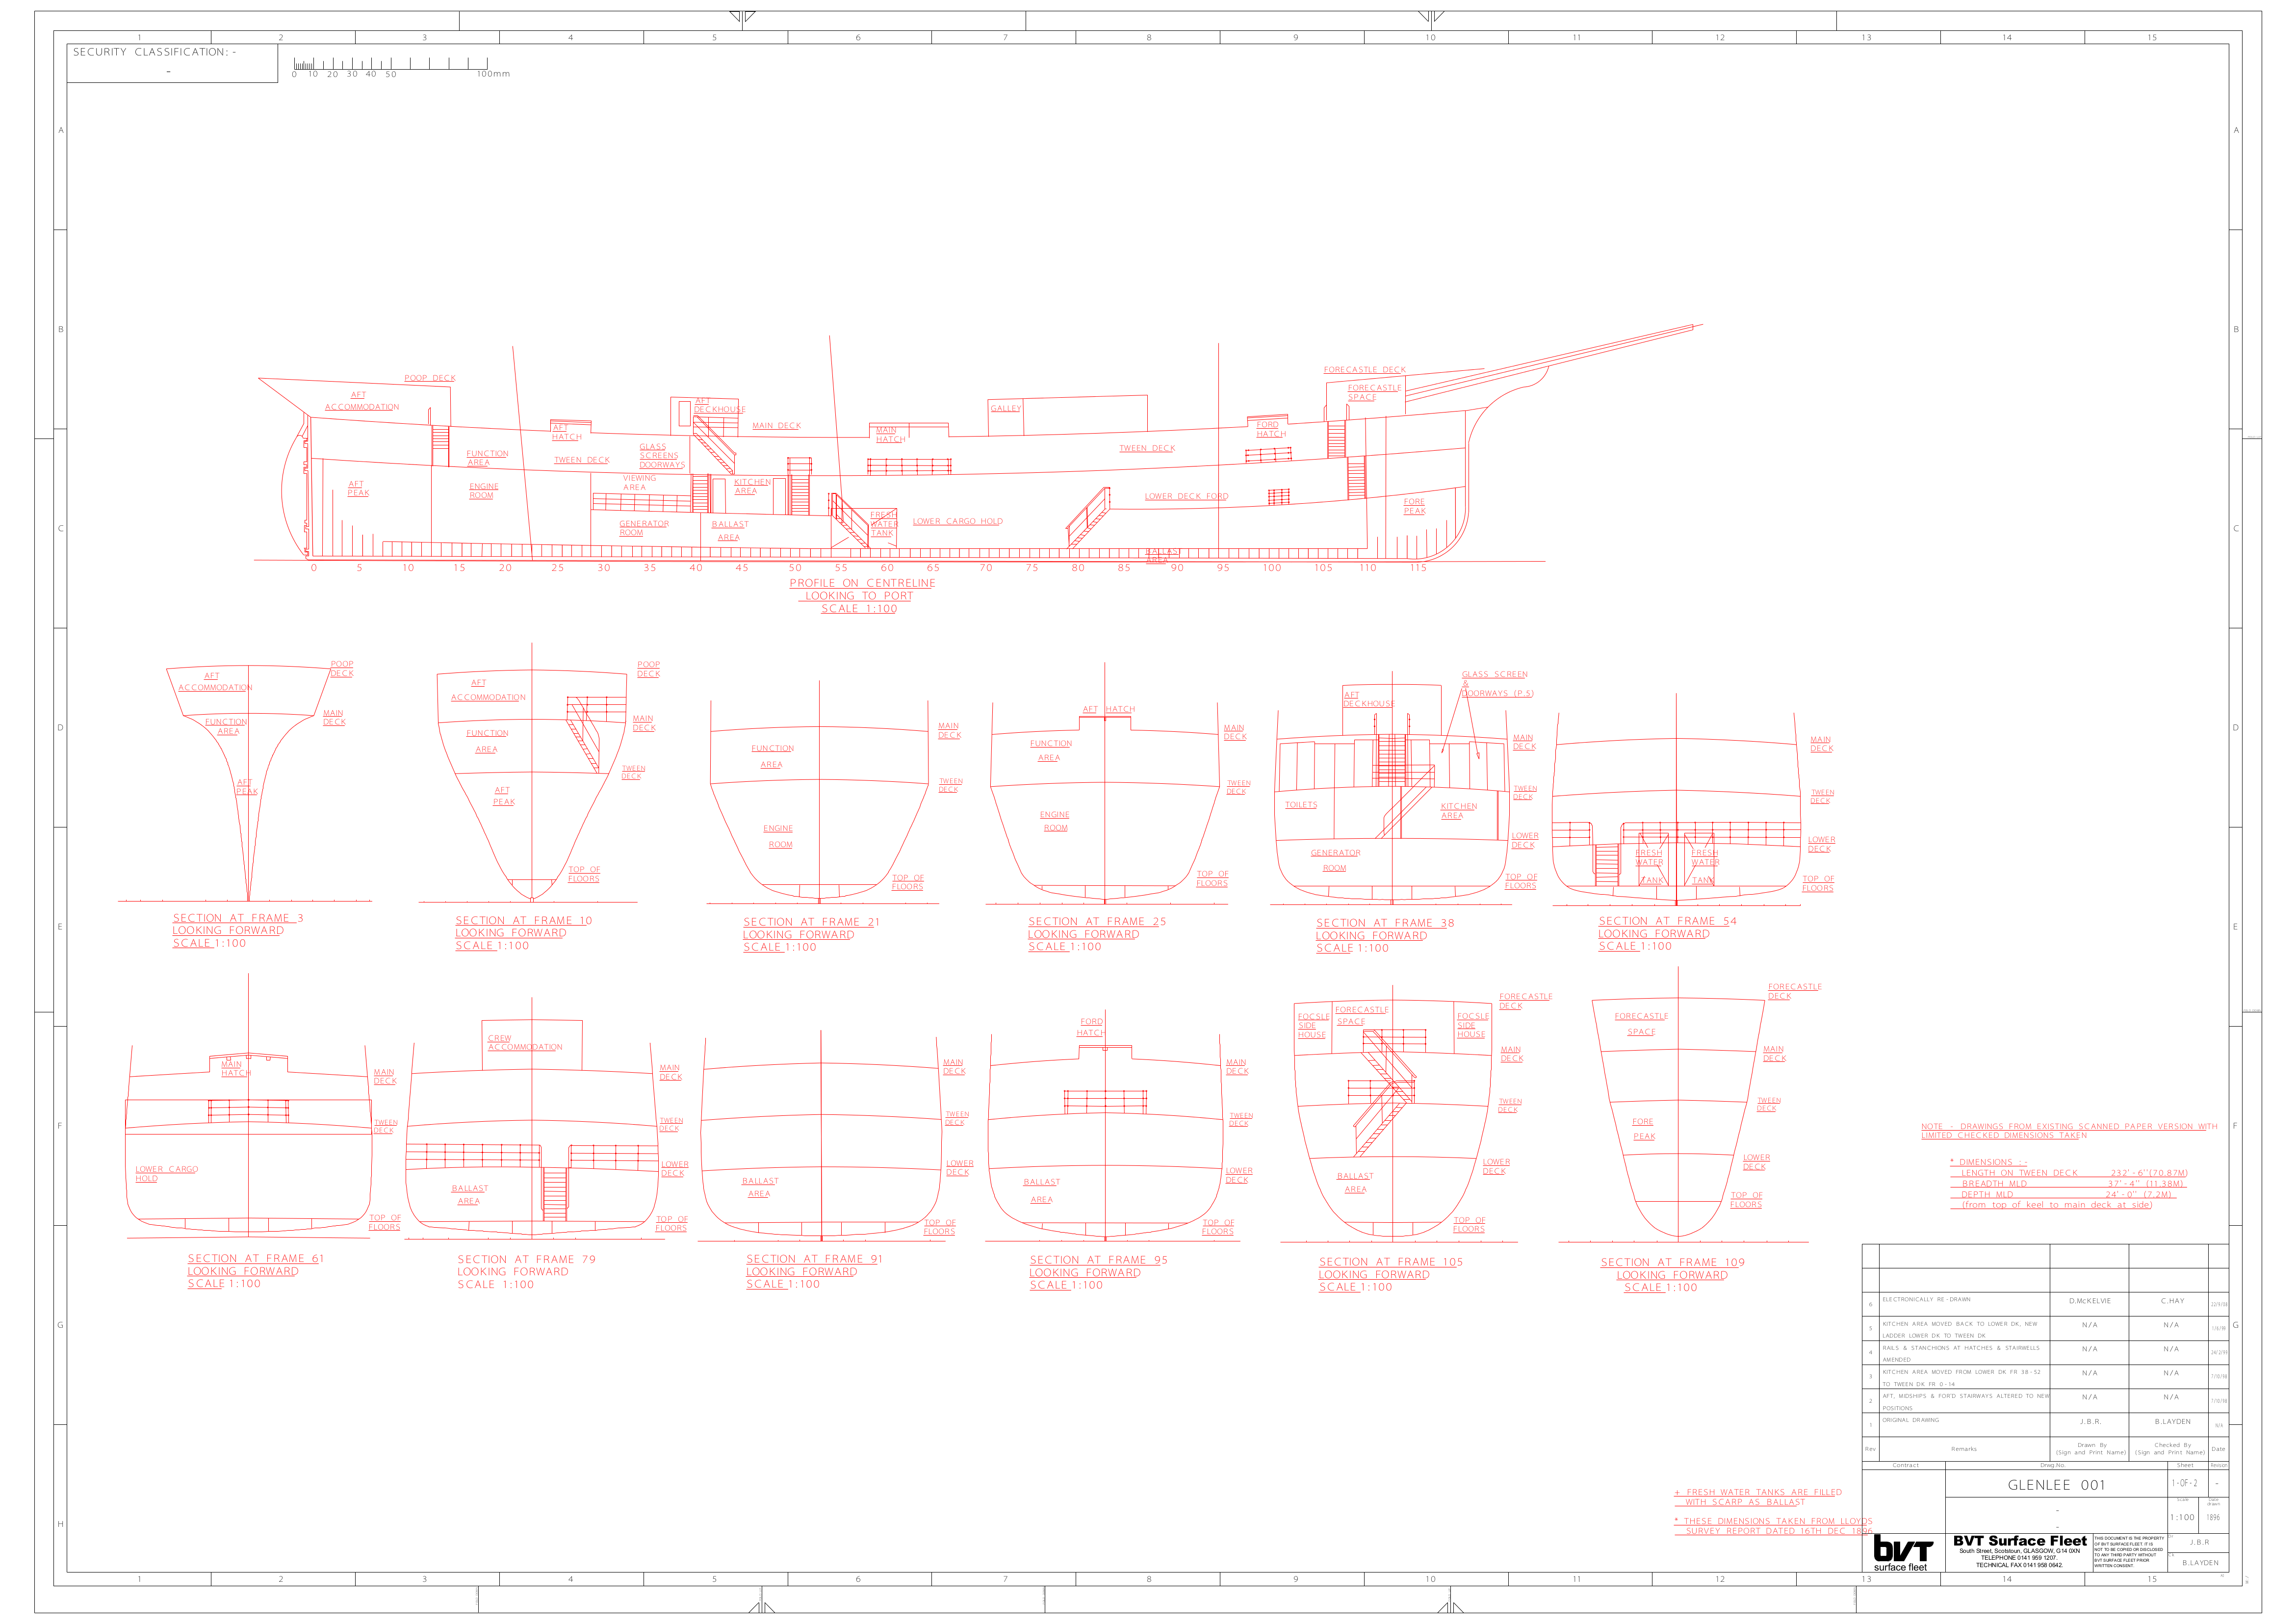 1 2 3 4 5 6 7 8 9 10 11 12 13 14 15
SECURITY CLASSIFICATION: -
-
0 10 20 30 40 50 100mm
A A
B B
C C
D D
E E
F F
G G
H
POOP DECK
AFT
ACCOMMODATION
FUNCTION
AREA
AFT
HATCH
TWEEN DECK
AFT
DECKHOUSE
GLASS
SCREENS
DOORWAYS
MAIN DECK
MAIN
HATCH
GALLEY
TWEEN DECK
FORD
HATCH
FORECASTLE DECK
FORECASTLE
SPACE
AFT
PEAK
ENGINE
ROOM
VIEWING
AREA
KITCHEN
AREA
GENERATOR
ROOM
BALLAST
AREA
FRESH
WATER
TANK
LOWER CARGO HOLD
LOWER DECK FORD
FORE
PEAK
BALLAST
AREA
0 5 10 15 20 25 30 35 40 45 50 55 60 65 70 75 80 85 90 95 100 105 110 115
PROFILE ON CENTRELINE
LOOKING TO PORT
SCALE 1:100
AFT
ACCOMMODATION
POOP
DECK
FUNCTION
AREA
MAIN
DECK
AFT
PEAK
SECTION AT FRAME 3
LOOKING FORWARD
SCALE 1:100
AFT
ACCOMMODATION
POOP
DECK
FUNCTION
AREA
MAIN
DECK
TWEEN
DECK
AFT
PEAK
TOP OF
FLOORS
SECTION AT FRAME 10
LOOKING FORWARD
SCALE 1:100
MAIN
DECK
FUNCTION
AREA
TWEEN
DECK
ENGINE
ROOM
TOP OF
FLOORS
SECTION AT FRAME 21
LOOKING FORWARD
SCALE 1:100
AFT HATCH
MAIN
DECK
FUNCTION
AREA
TWEEN
DECK
ENGINE
ROOM
TOP OF
FLOORS
SECTION AT FRAME 25
LOOKING FORWARD
SCALE 1:100
GLASS SCREEN
&
DOORWAYS (P,S)
AFT
DECKHOUSE
MAIN
DECK
TWEEN
DECK
TOILETS
KITCHEN
AREA
LOWER
DECK
GENERATOR
ROOM
TOP OF
FLOORS
SECTION AT FRAME 38
LOOKING FORWARD
SCALE 1:100
MAIN
DECK
TWEEN
DECK
LOWER
DECK
FRESH
WATER
TANK
FRESH
WATER
TANK
TOP OF
FLOORS
SECTION AT FRAME 54
LOOKING FORWARD
SCALE 1:100
MAIN
HATCH
MAIN
DECK
TWEEN
DECK
LOWER CARGO
HOLD
TOP OF
FLOORS
SECTION AT FRAME 61
LOOKING FORWARD
SCALE 1:100
CREW
ACCOMMODATION
MAIN
DECK
TWEEN
DECK
LOWER
DECK
BALLAST
AREA
TOP OF
FLOORS
SECTION AT FRAME 79
LOOKING FORWARD
SCALE 1:100
MAIN
DECK
TWEEN
DECK
LOWER
DECK
BALLAST
AREA
TOP OF
FLOORS
SECTION AT FRAME 91
LOOKING FORWARD
SCALE 1:100
FORD
HATCH
MAIN
DECK
TWEEN
DECK
LOWER
DECK
BALLAST
AREA
TOP OF
FLOORS
SECTION AT FRAME 95
LOOKING FORWARD
SCALE 1:100
FORECASTLE
DECK
FOCSLE
SIDE
HOUSE
FORECASTLE
SPACE
FOCSLE
SIDE
HOUSE
MAIN
DECK
TWEEN
DECK
LOWER
DECK
BALLAST
AREA
TOP OF
FLOORS
SECTION AT FRAME 105
LOOKING FORWARD
SCALE 1:100
FORECASTLE
DECK
FORECASTLE
SPACE
MAIN
DECK
TWEEN
DECK
FORE
PEAK
LOWER
DECK
TOP OF
FLOORS
SECTION AT FRAME 109
LOOKING FORWARD
SCALE 1:100
NOTE - DRAWINGS FROM EXISTING SCANNED PAPER VERSION WITH
LIMITED CHECKED DIMENSIONS TAKEN
* DIMENSIONS :-
LENGTH ON TWEEN DECK 232'-6"(70.87M)
BREADTH MLD 37'-4" (11.38M)
DEPTH MLD 24'-0" (7.2M)
(from top of keel to main deck at side)
+ FRESH WATER TANKS ARE FILLED
WITH SCARP AS BALLAST
* THESE DIMENSIONS TAKEN FROM LLOYDS
SURVEY REPORT DATED 16TH DEC 1896
6 ELECTRONICALLY RE-DRAWN D.McKELVIE C.HAY
5 KITCHEN AREA MOVED BACK TO LOWER DK, NEW
LADDER LOWER DK TO TWEEN DK N/A N/A
4 RAILS & STANCHIONS AT HATCHES & STAIRWELLS
AMENDED N/A N/A
3 KITCHEN AREA MOVED FROM LOWER DK FR 38-52
TO TWEEN DK FR 0-14 N/A N/A
2 AFT, MIDSHIPS & FOR'D STAIRWAYS ALTERED TO NEW
POSITIONS N/A N/A
1 ORIGINAL DRAWING J.B.R. B.LAYDEN
Rev Remarks Drawn By
(Sign and Print Name) Checked By
(Sign and Print Name) Date
Contract Drwg.No. Sheet Revision
GLENLEE 001 1-OF-2 -
-
-
Scale Date
drawn
1:100 1896
bvt
surface fleet
BVT Surface Fleet
South Street, Scotstoun, GLASGOW, G14 0XN
TELEPHONE 0141 959 1207.
TECHNICAL FAX 0141 958 0642.
THIS DOCUMENT IS THE PROPERTY
OF BVT SURFACE FLEET. IT IS
NOT TO BE COPIED OR DISCLOSED
TO ANY THIRD PARTY WITHOUT
BVT SURFACE FLEET PRIOR
WRITTEN CONSENT.
J.B.R
B.LAYDEN
H
1 2 3 4 5 6 7 8 9 10 11 12 13 14 15